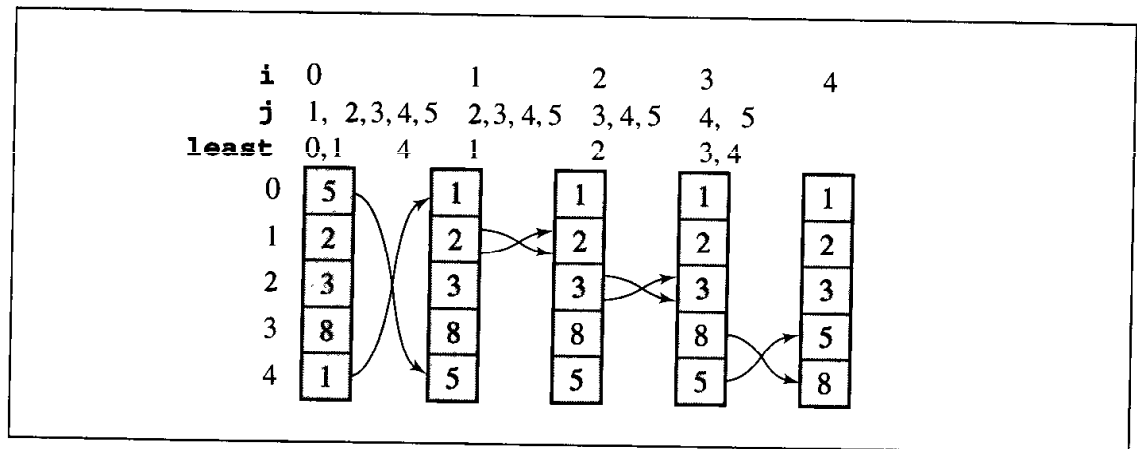 i 0 1 2 3 4
j 1, 2,3,4,5 2,3,4,5 3,4,5 4, 5
least 0,1 4 1 2 3,4
0 5 1 1 1 1
1 2 2 2 2 2
2 3 3 3 3 3
3 8 8 8 8 5
4 1 5 5 5 8